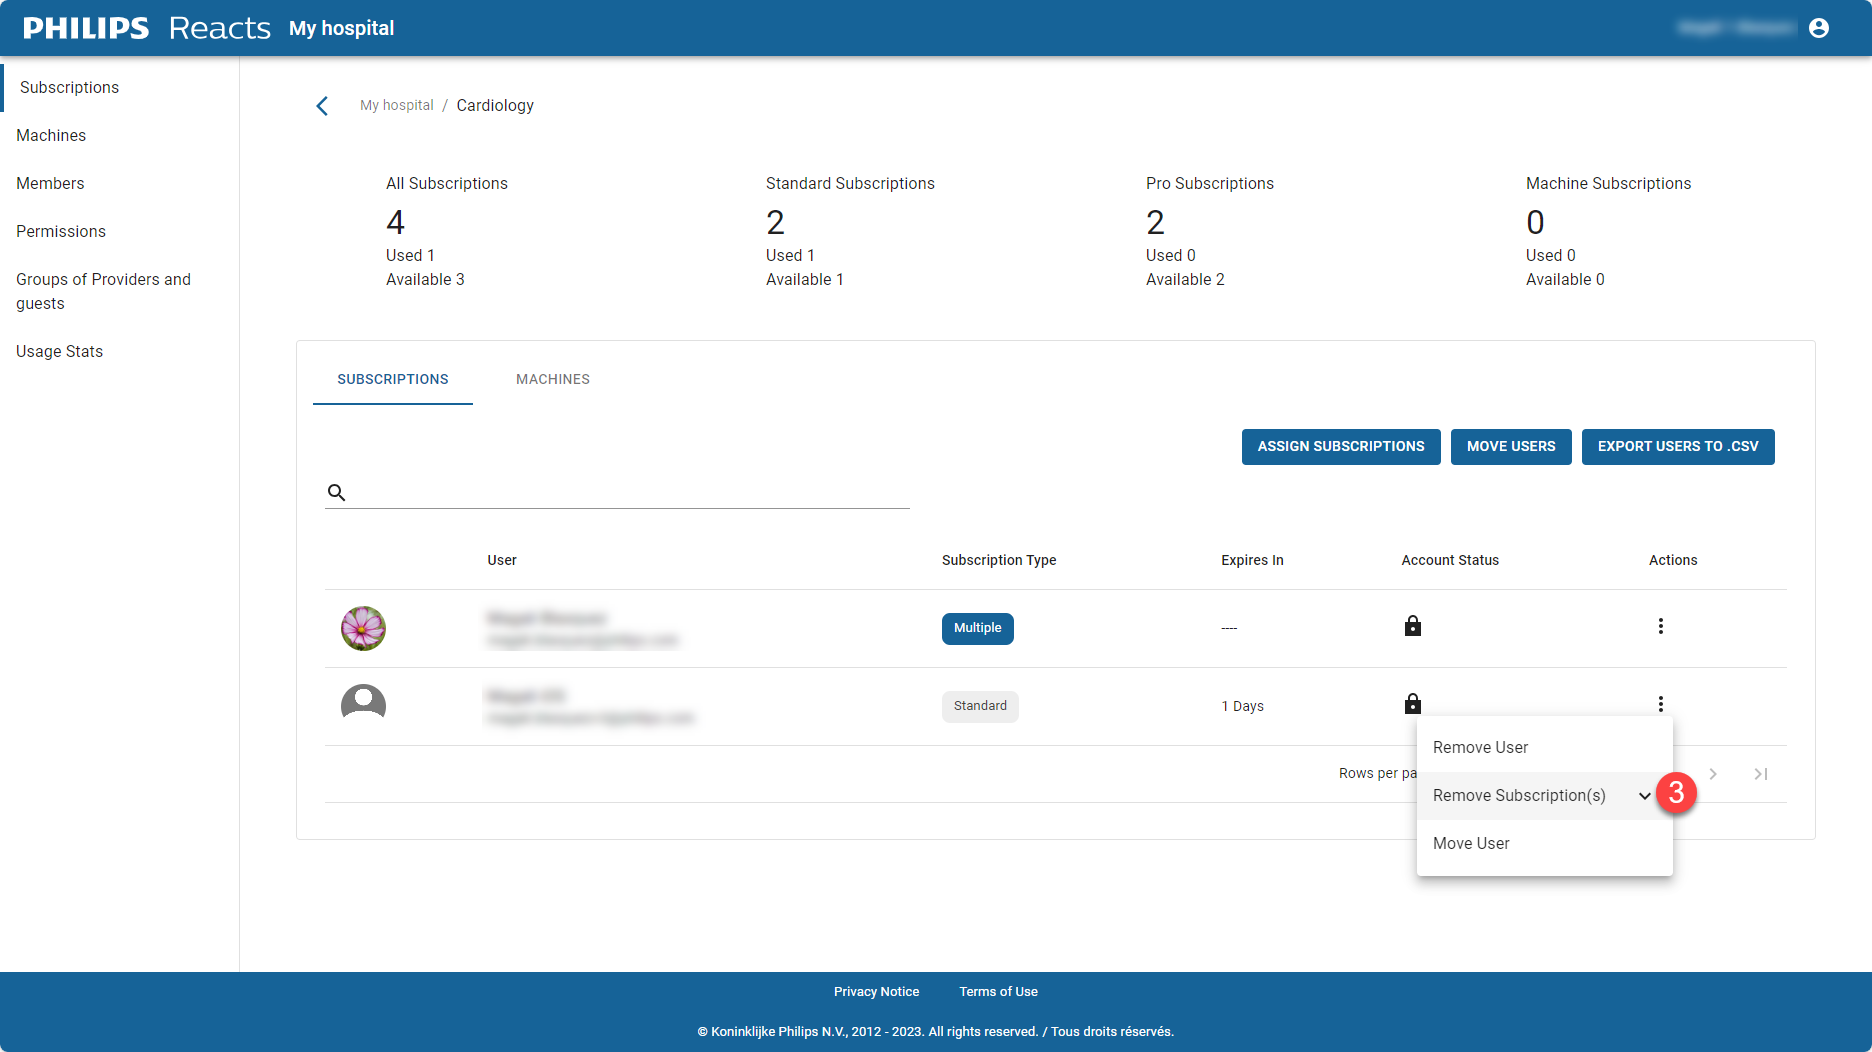 PHILIPS Reacts My hospital
Subscriptions
Machines
Members
Permissions
Groups of Providers and
guests
Usage Stats
My hospital / Cardiology
All Subscriptions
4
Used 1
Available 3
Standard Subscriptions
2
Used 1
Available 1
Pro Subscriptions
2
Used 0
Available 2
Machine Subscriptions
0
Used 0
Available 0
SUBSCRIPTIONS MACHINES
ASSIGN SUBSCRIPTIONS MOVE USERS EXPORT USERS TO .CSV
User Subscription Type Expires In Account Status Actions
Multiple ----
Standard 1 Days
Rows per pa
Remove User
Remove Subscription(s) 3
Move User
Privacy Notice Terms of Use
© Koninklijke Philips N.V., 2012 - 2023. All rights reserved. / Tous droits réservés.